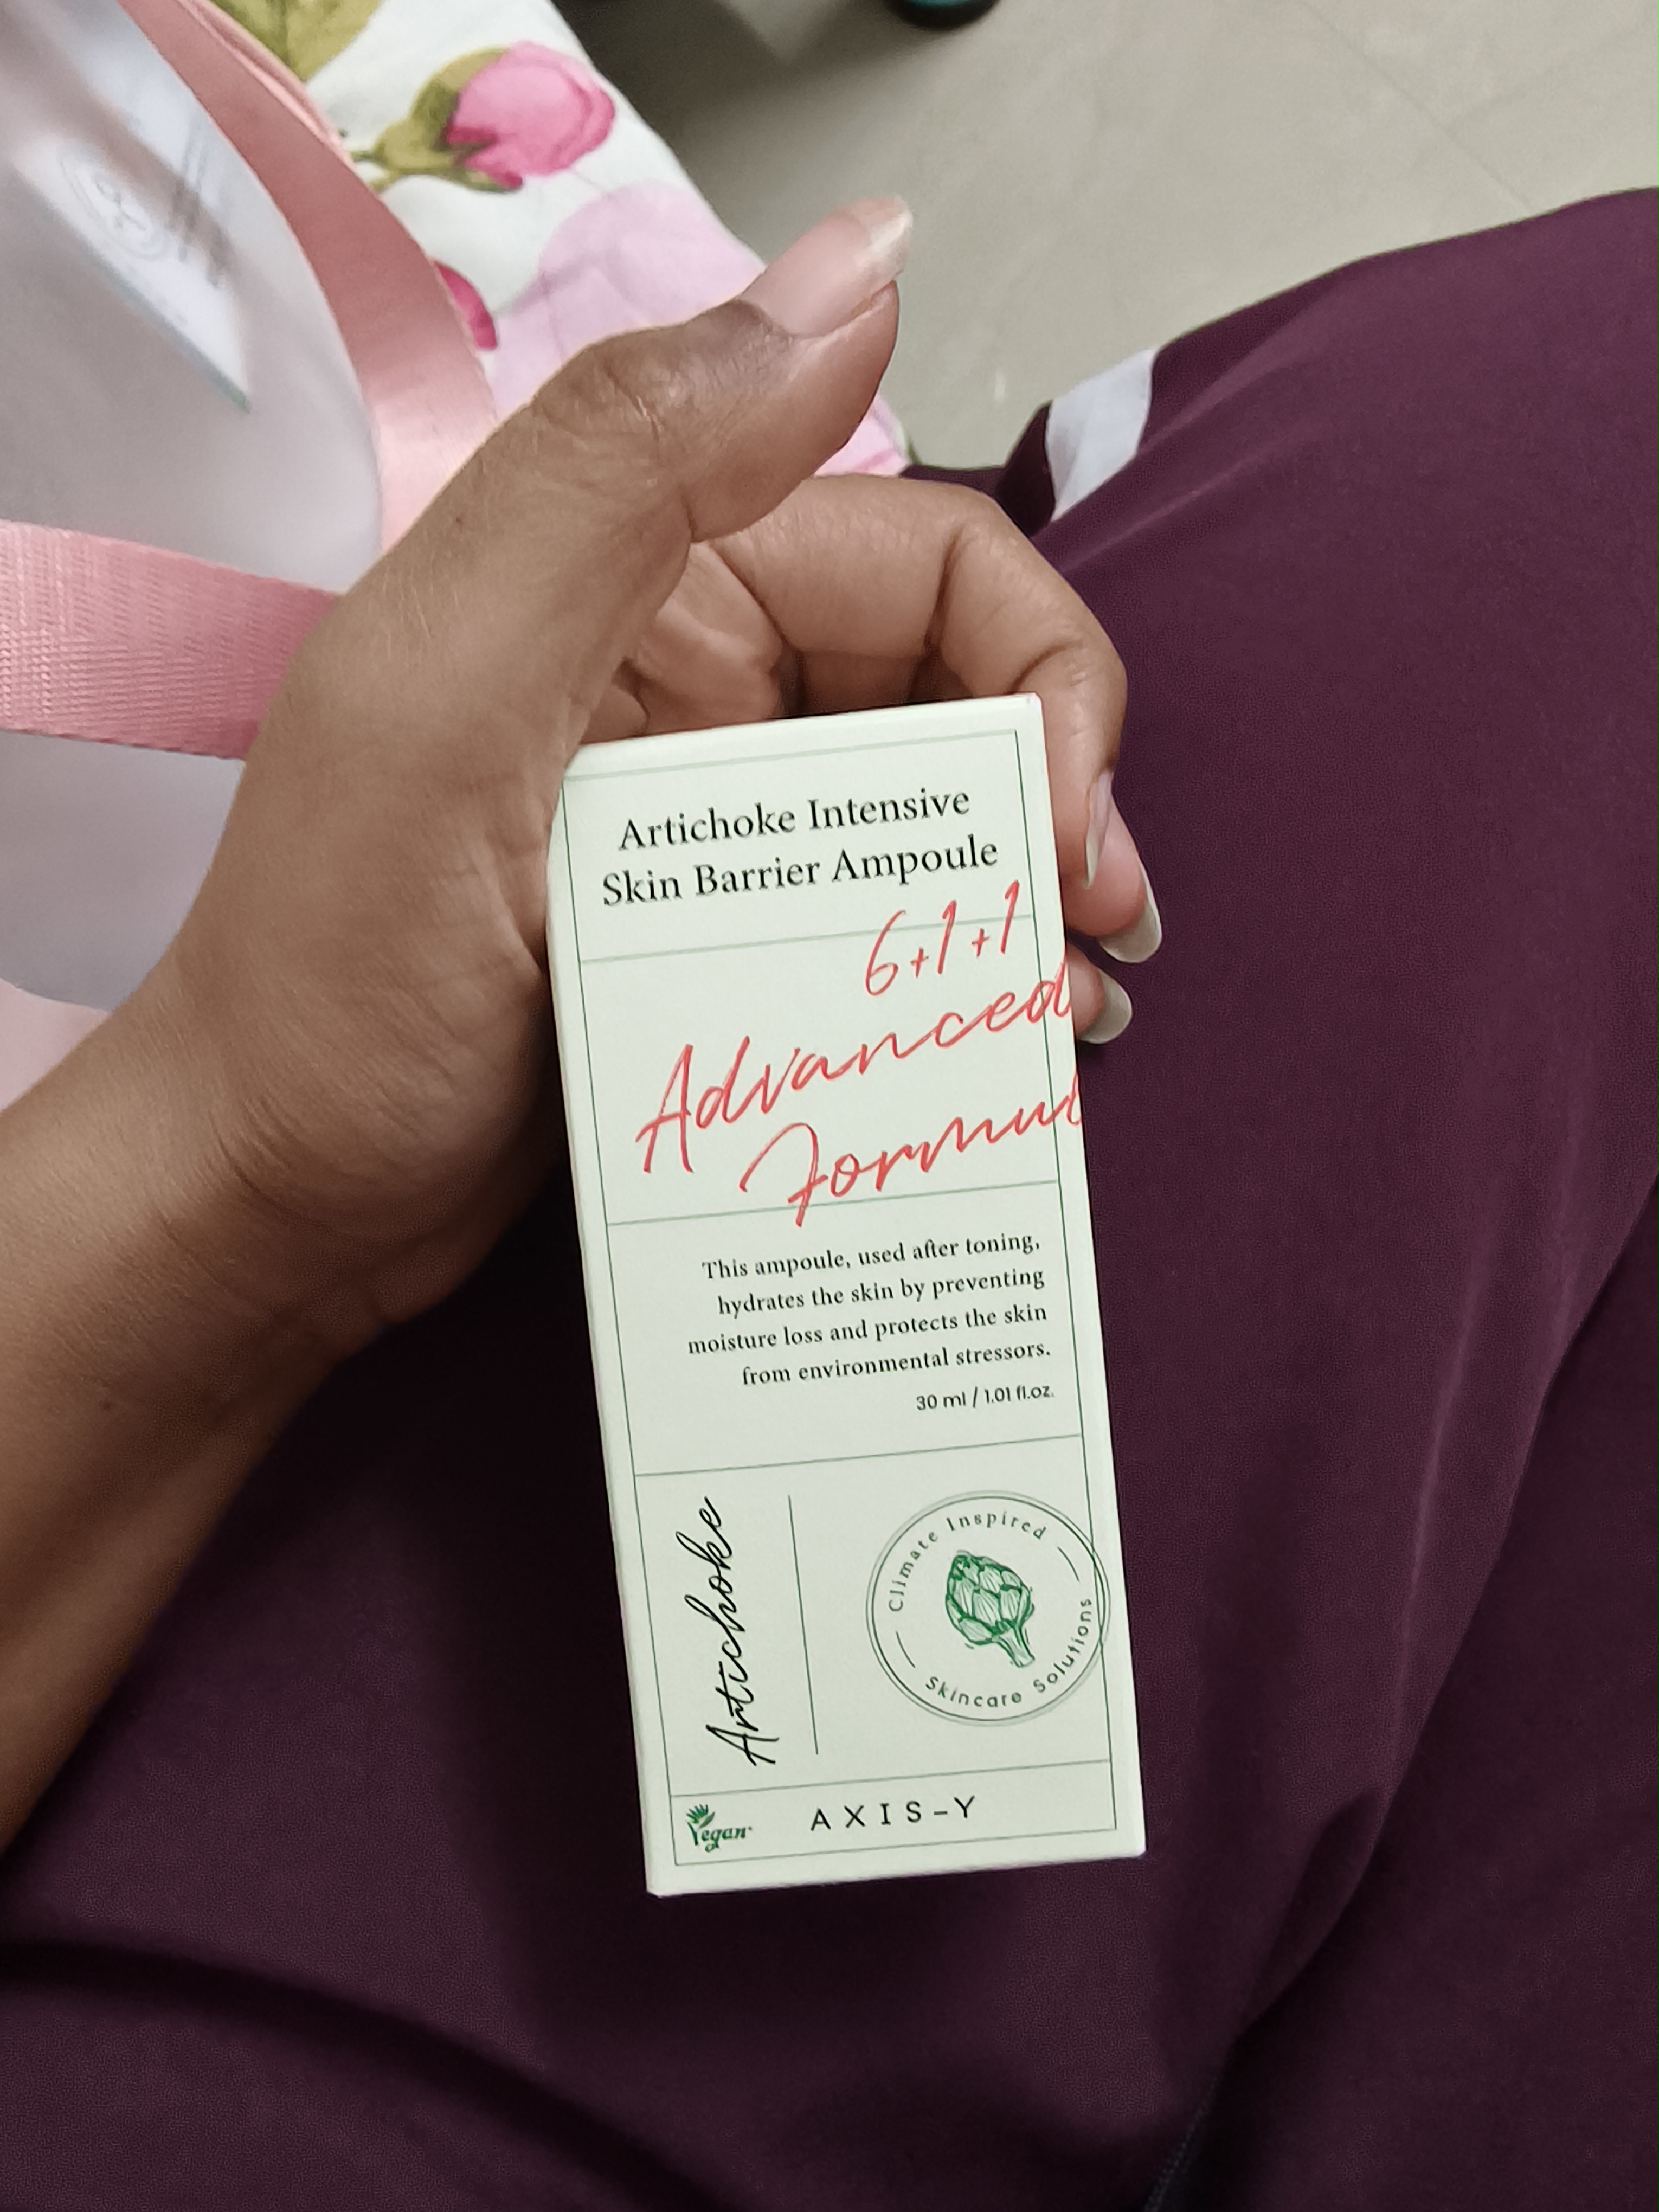 Artichoke Intensive
Skin Barrier Ampoule
6+1+1
Advanced
Formul
This ampoule, used after toning,
hydrates the skin by preventing
moisture loss and protects the skin
from environmental stressors.
30 ml / 1.01 fl.oz.
Artichoke
Climate Inspired
Skincare Solutions
Vegan
AXIS-Y